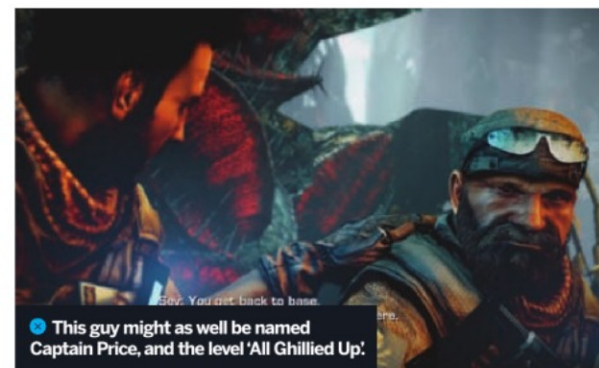 Sev: You get back to base.
ere.
This guy might as well be named
Captain Price, and the level ‘All Ghillied Up’.